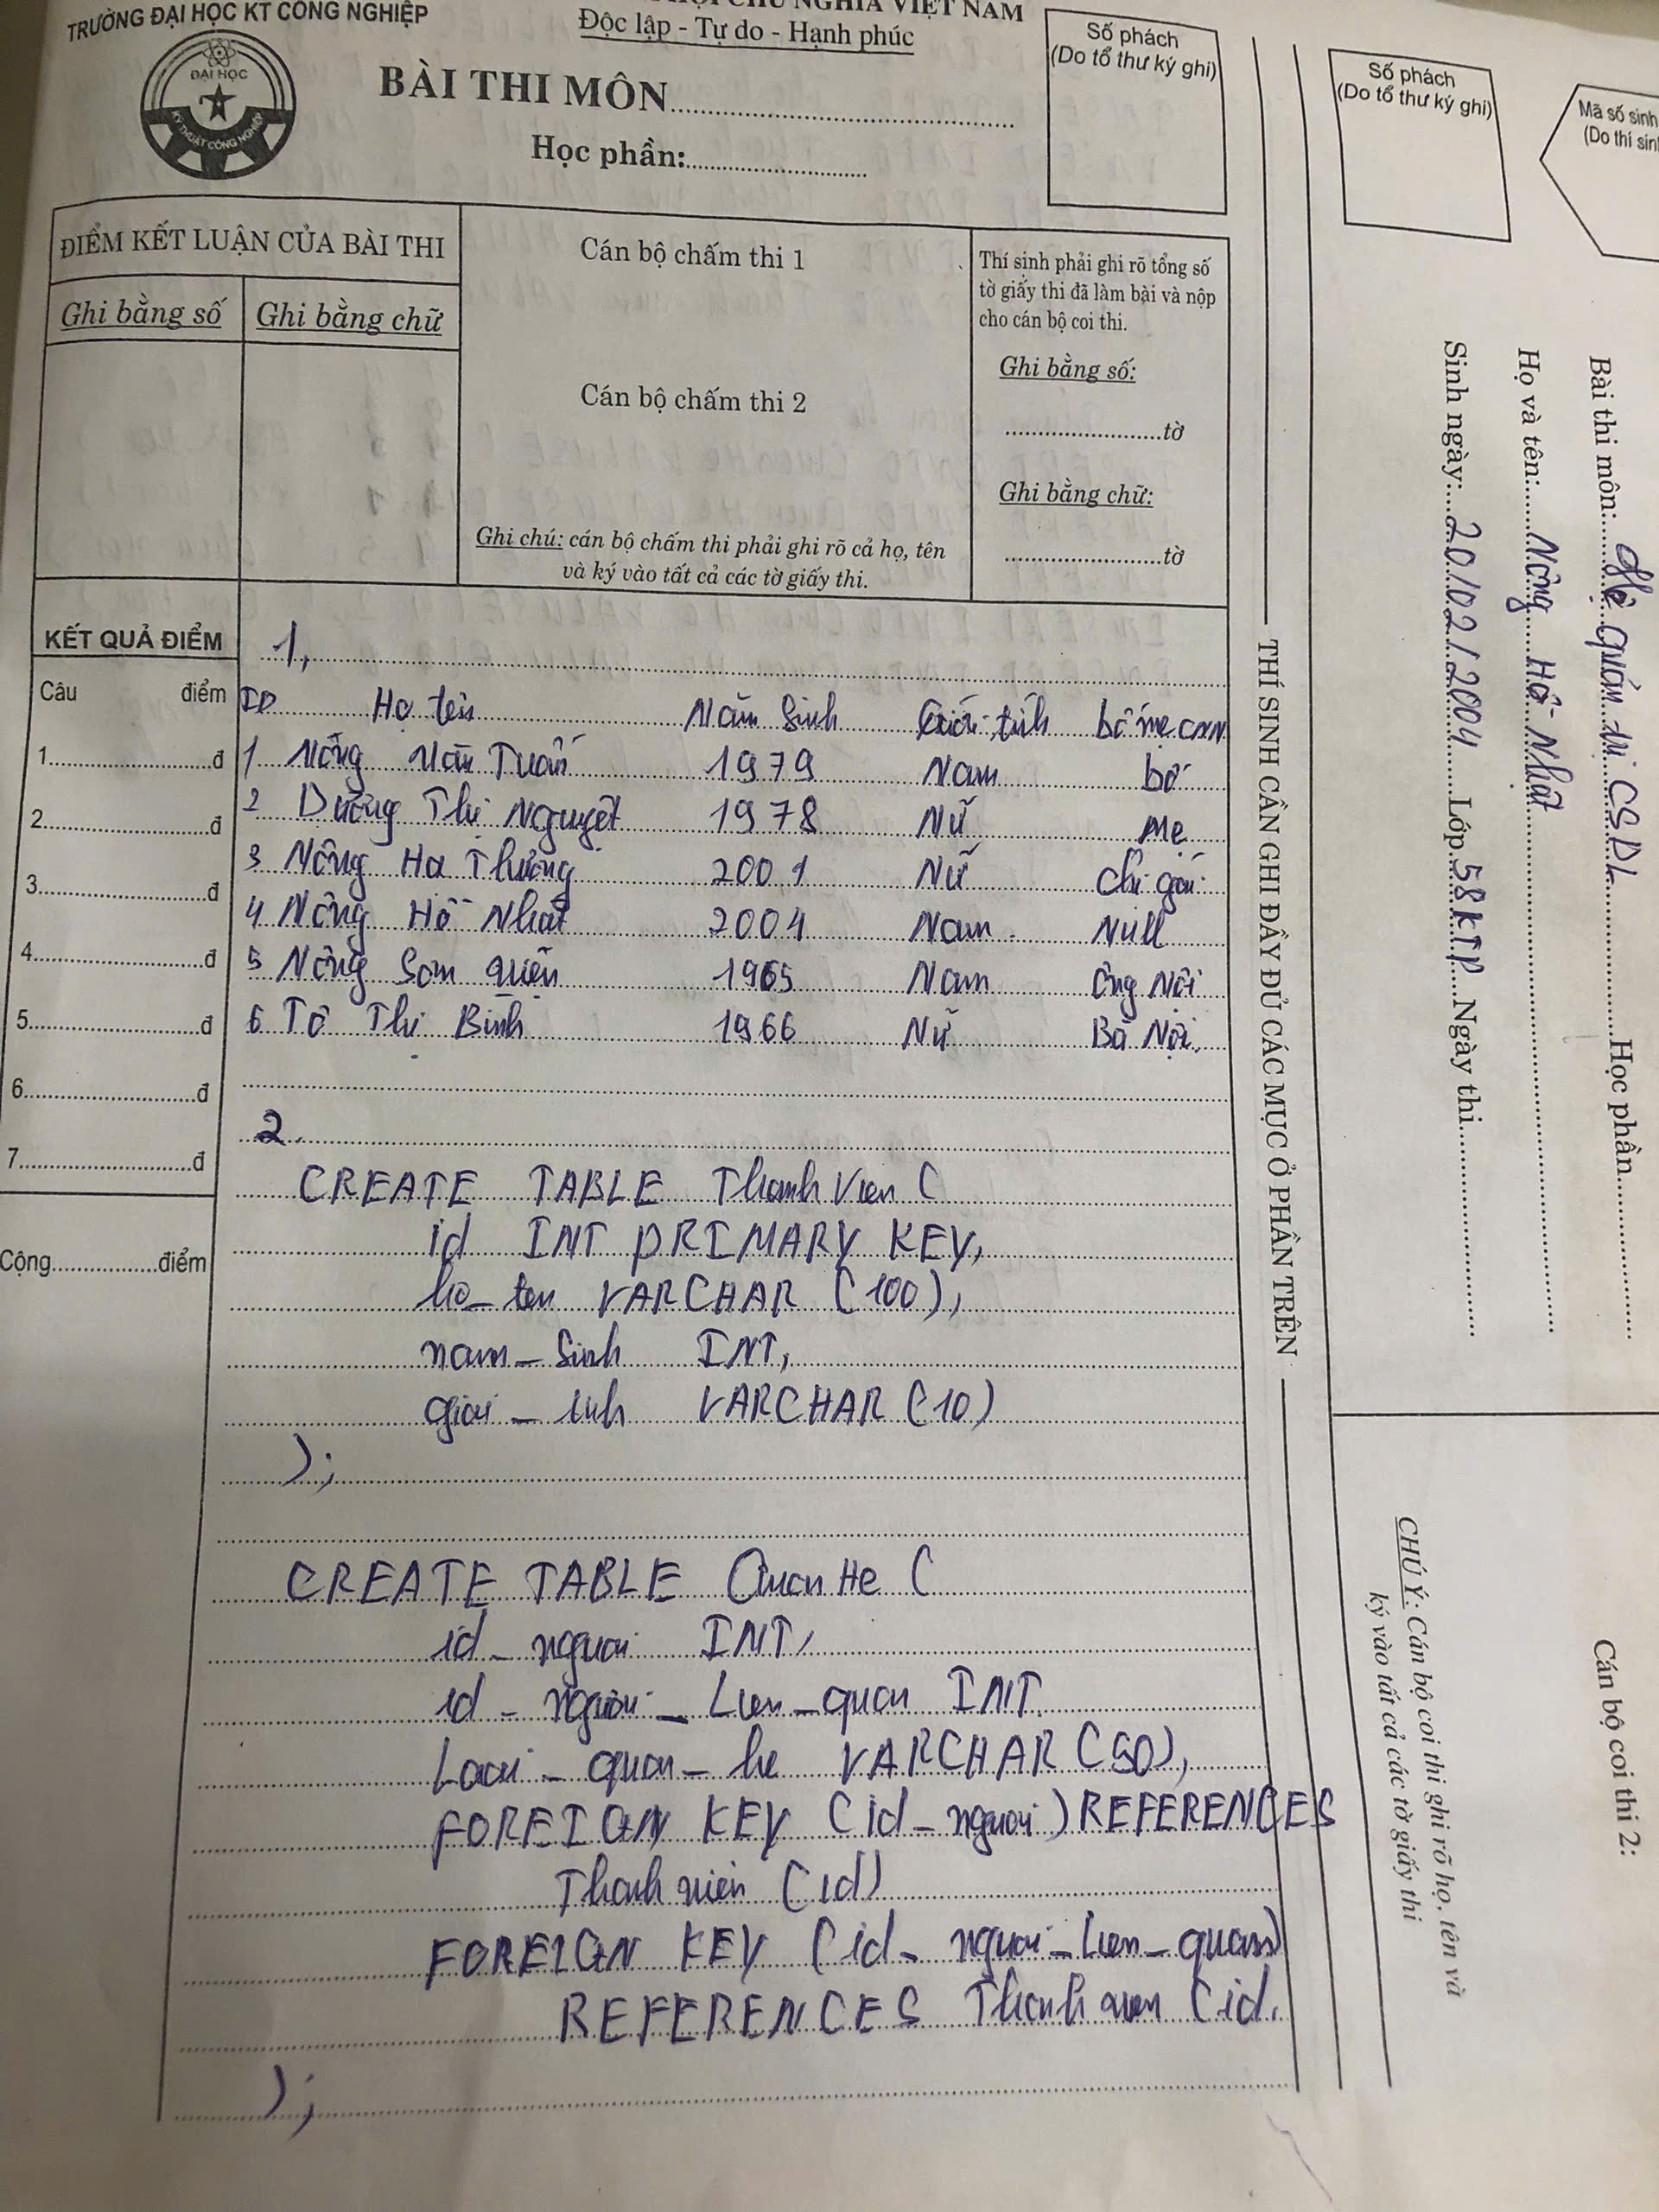 TRƯỜNG ĐẠI HỌC KT CÔNG NGHIỆP
CHỦ NGHĨA VIỆT NAM
Độc lập - Tự do - Hạnh phúc
ĐẠI HỌC
KỸ THUẬT CÔNG NGHIỆP
BÀI THI MÔN
Học phần:
Số phách
(Do tổ thư ký ghi)
ĐIỂM KẾT LUẬN CỦA BÀI THI
Ghi bằng số
Ghi bằng chữ
Cán bộ chấm thi 1
Cán bộ chấm thi 2
Ghi chú: cán bộ chấm thi phải ghi rõ cả họ, tên
và ký vào tất cả các tờ giấy thi.
Thí sinh phải ghi rõ tổng số
tờ giấy thi đã làm bài và nộp
cho cán bộ coi thi.
Ghi bằng số:
tờ
Ghi bằng chữ:
tờ
KẾT QUẢ ĐIỂM
Câu điểm
1 đ
2 đ
3 đ
4 đ
5 đ
6 đ
7 đ
Cộng điểm
1,
ID Họ tên Năm sinh Giới tính bố mẹ
1 Nông Văn Tuấn 1979 Nam bố
2 Dương Thị Nguyệt 1978 Nữ Mẹ
3 Nông Hạ Thương 2001 Nữ Chị gái
4 Nông Hồ Nhất 2004 Nam Null
5 Nông Sơn 1965 Nam Ông Nội
6 Tô Thị Bình 1966 Nữ Bà Nội
2.
CREATE TABLE ThanhVien (
id INT PRIMARY KEY,
ho_ten VARCHAR (100),
nam_sinh INT,
gioi_tinh VARCHAR (10)
);
CREATE TABLE QuanHe (
id_nguoi INT,
id_nguoi_Lien_quan INT
Loai_quan_he VARCHAR (50),
FOREIGN KEY (id_nguoi) REFERENCES
Thanhvien (id)
FOREIGN KEY (id_nguoi_Lien_quan)
REFERENCES Thanhvien (id.
);
THÍ SINH CẦN GHI ĐẦY ĐỦ CÁC MỤC Ở PHẦN TRÊN
Số phách
(Do tổ thư ký ghi)
Mã số sinh
(Do thí sinh
Bài thi môn: Hệ quản trị CSDL Học phần
Họ và tên: Nông Hồ Nhất
Sinh ngày: 20/02/2004 Lớp 58KTP Ngày thi
CHÚ Ý: Cán bộ coi thi ghi rõ họ, tên và
ký vào tất cả các tờ giấy thi
Cán bộ coi thi 2: